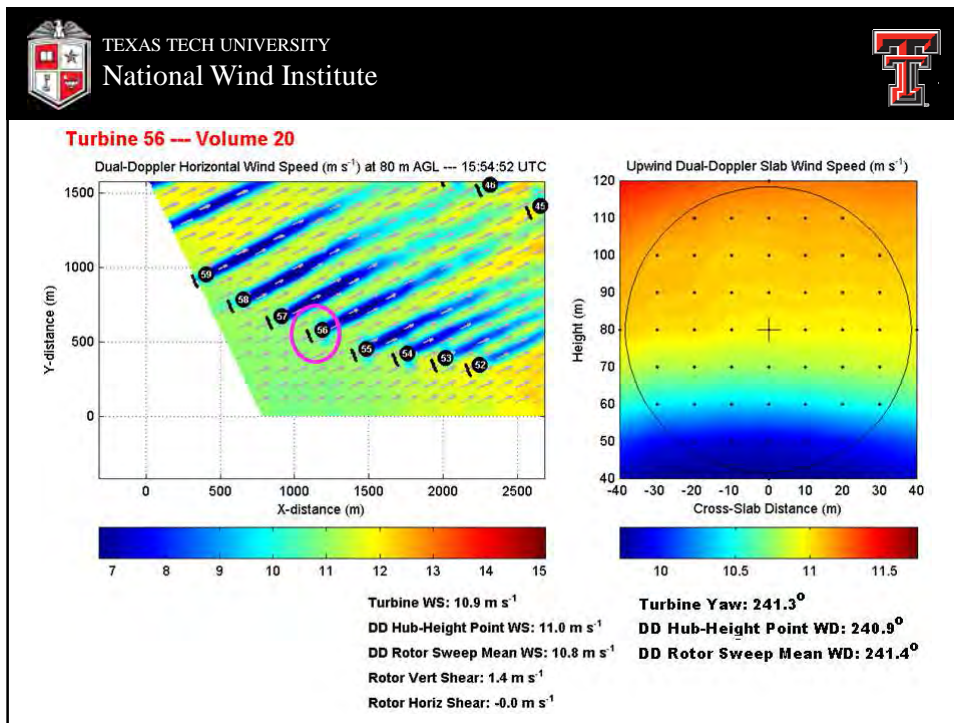 TEXAS TECH UNIVERSITY
National Wind Institute
Turbine 56 --- Volume 20
Dual-Doppler Horizontal Wind Speed (m s⁻¹) at 80 m AGL --- 15:54:52 UTC
1500
1000
500
0
Y-distance (m)
46
45
59
58
57
56
55
54
53
52
0 500 1000 1500 2000 2500
X-distance (m)
7 8 9 10 11 12 13 14 15
Upwind Dual-Doppler Slab Wind Speed (m s⁻¹)
120
110
100
90
80
70
60
50
40
Height (m)
-40 -30 -20 -10 0 10 20 30 40
Cross-Slab Distance (m)
10 10.5 11 11.5
Turbine WS: 10.9 m s⁻¹
DD Hub-Height Point WS: 11.0 m s⁻¹
DD Rotor Sweep Mean WS: 10.8 m s⁻¹
Rotor Vert Shear: 1.4 m s⁻¹
Rotor Horiz Shear: -0.0 m s⁻¹
Turbine Yaw: 241.3°
DD Hub-Height Point WD: 240.9°
DD Rotor Sweep Mean WD: 241.4°